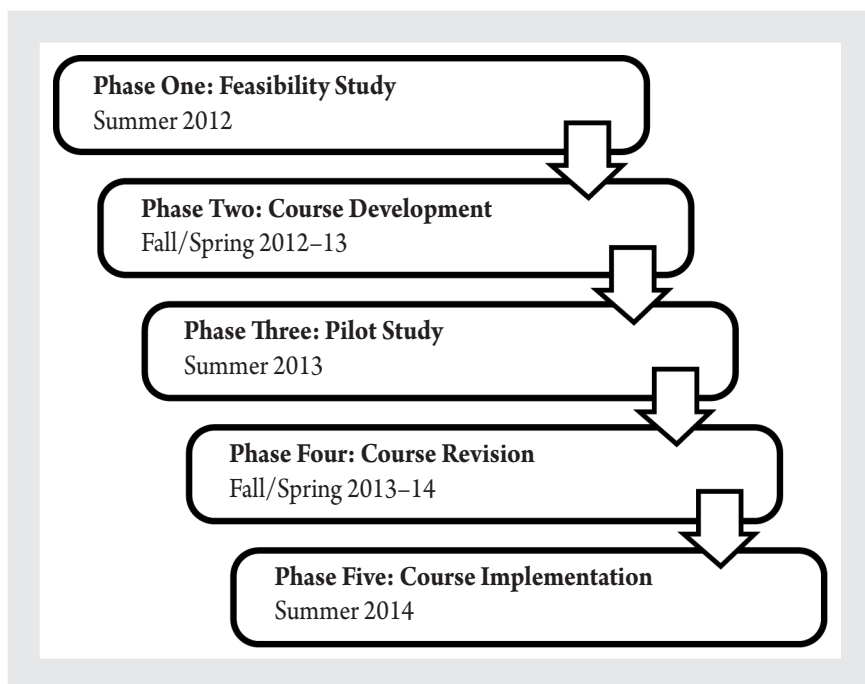 Phase One: Feasibility Study
Summer 2012
Phase Two: Course Development
Fall/Spring 2012–13
Phase Three: Pilot Study
Summer 2013
Phase Four: Course Revision
Fall/Spring 2013–14
Phase Five: Course Implementation
Summer 2014